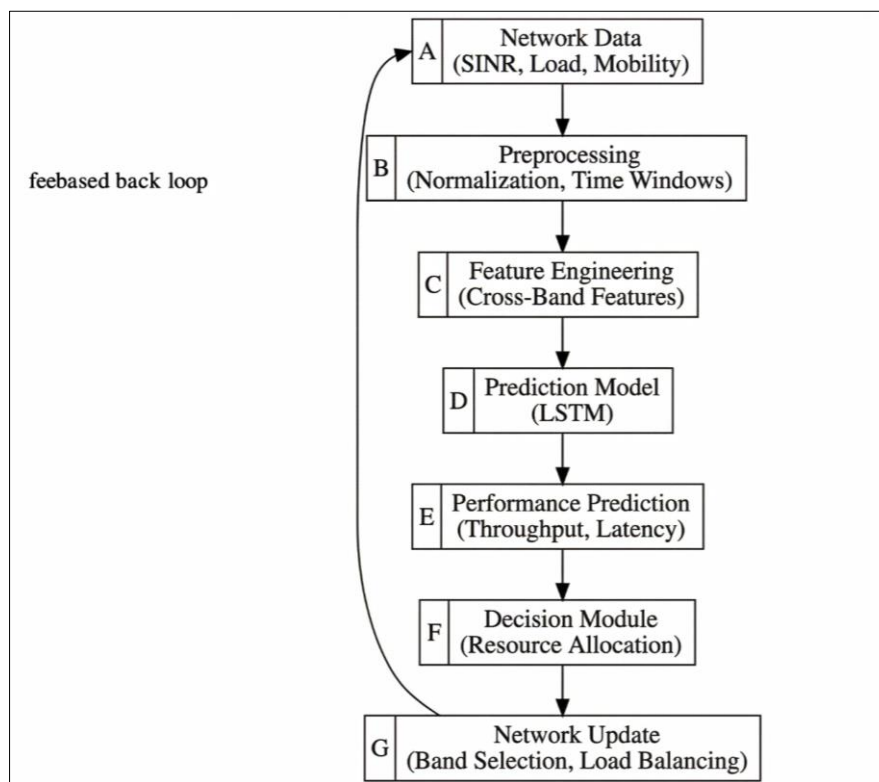 A
Network Data
(SINR, Load, Mobility)
feebased back loop
B
Preprocessing
(Normalization, Time Windows)
C
Feature Engineering
(Cross-Band Features)
D
Prediction Model
(LSTM)
E
Performance Prediction
(Throughput, Latency)
F
Decision Module
(Resource Allocation)
G
Network Update
(Band Selection, Load Balancing)